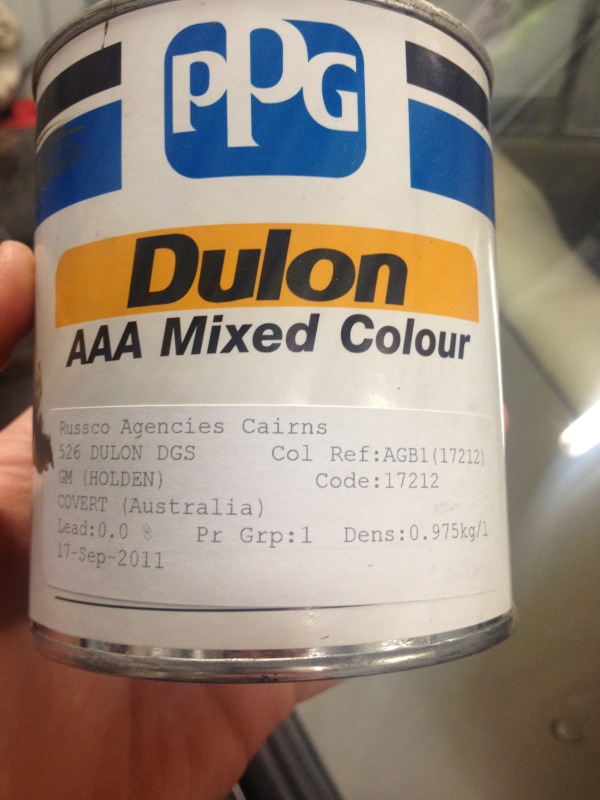 PPG
Dulon
AAA Mixed Colour
Russco Agencies Cairns
526 DULON DGS Col Ref:AGB1(17212)
GM (HOLDEN) Code:17212
COVERT (Australia)
Lead:0.0 % Pr Grp:1 Dens:0.975kg/l
17-Sep-2011